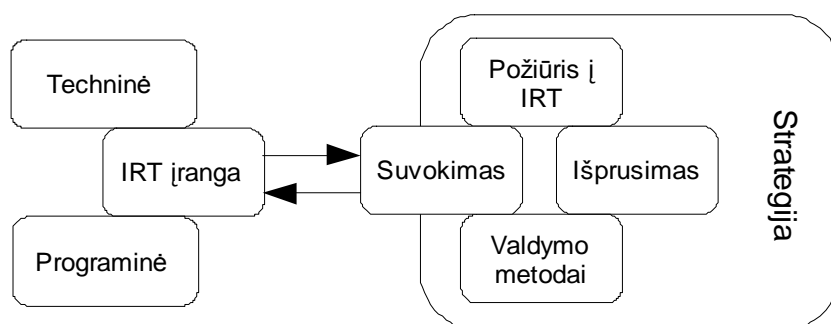 Techninė
IRT įranga
Programinė
Suvokimas
Požiūris į
IRT
Išprusimas
Valdymo
metodai
Strategija